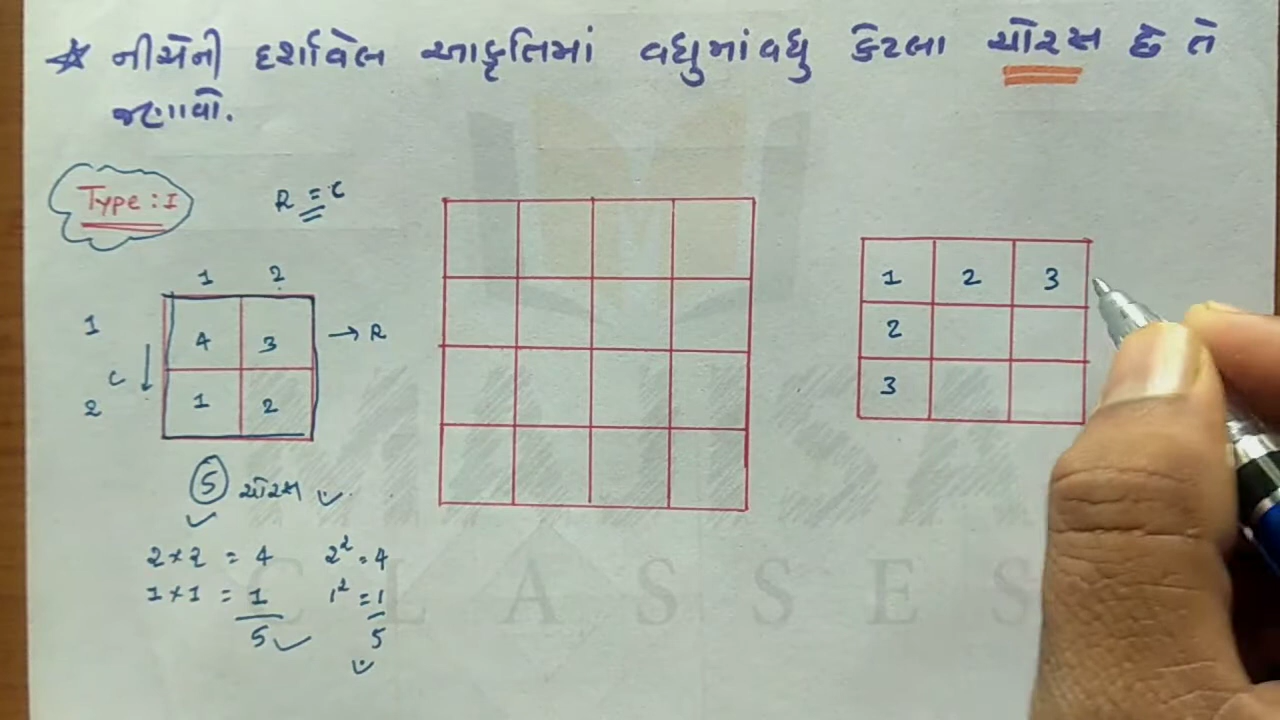 ☆ નીચેની દર્શાવેલ આકૃતિમાં વધુમાંવધુ કેટલા ચોરસ છે તે
જણાવો.
Type : I
R = C
1 2
1
C
2
4 3
1 2
→ R
5 ચોરસ
2×2 = 4 2² = 4
1×1 = 1 1² = 1
5 5
1 2 3
2
3
CLASSES